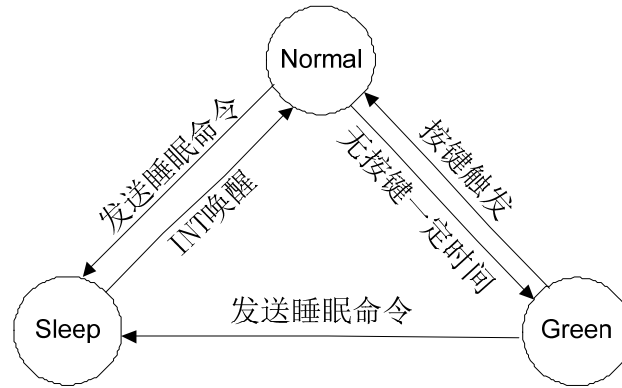 Normal
发送睡眠命令
INT唤醒
无按键一定时间
按键触发
Sleep
发送睡眠命令
Green